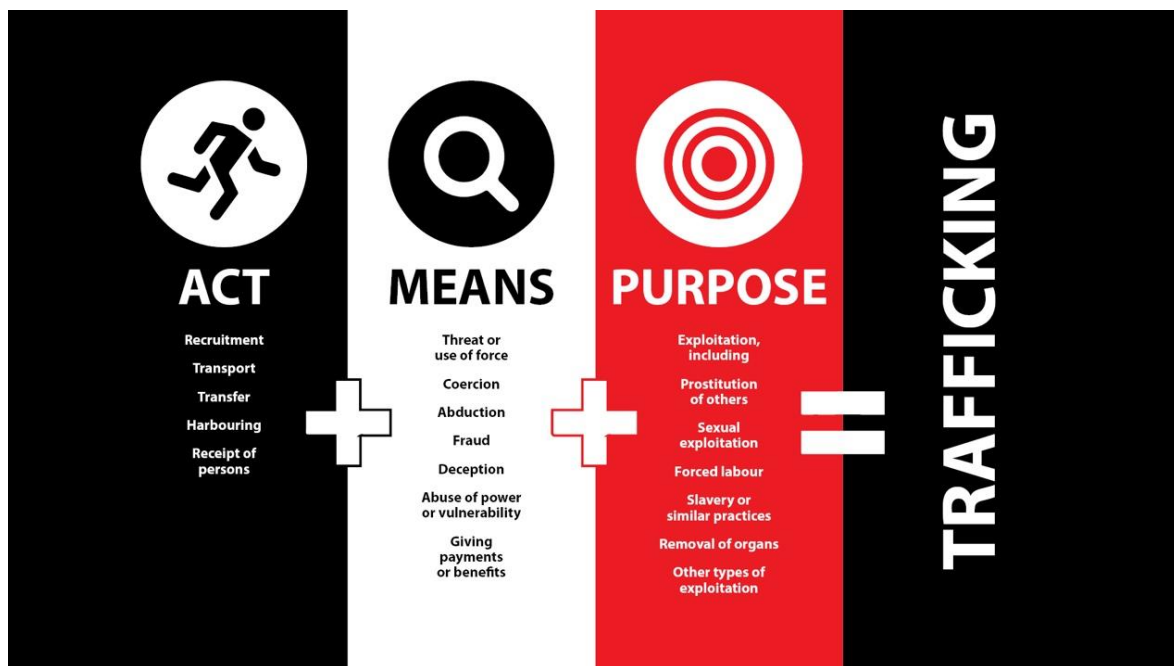 ACT
Recruitment
Transport
Transfer
Harbouring
Receipt of
persons
MEANS
Threat or
use of force
Coercion
Abduction
Fraud
Deception
Abuse of power
or vulnerability
Giving
payments
or benefits
PURPOSE
Exploitation,
including
Prostitution
of others
Sexual
exploitation
Forced labour
Slavery or
similar practices
Removal of organs
Other types of
exploitation
TRAFFICKING